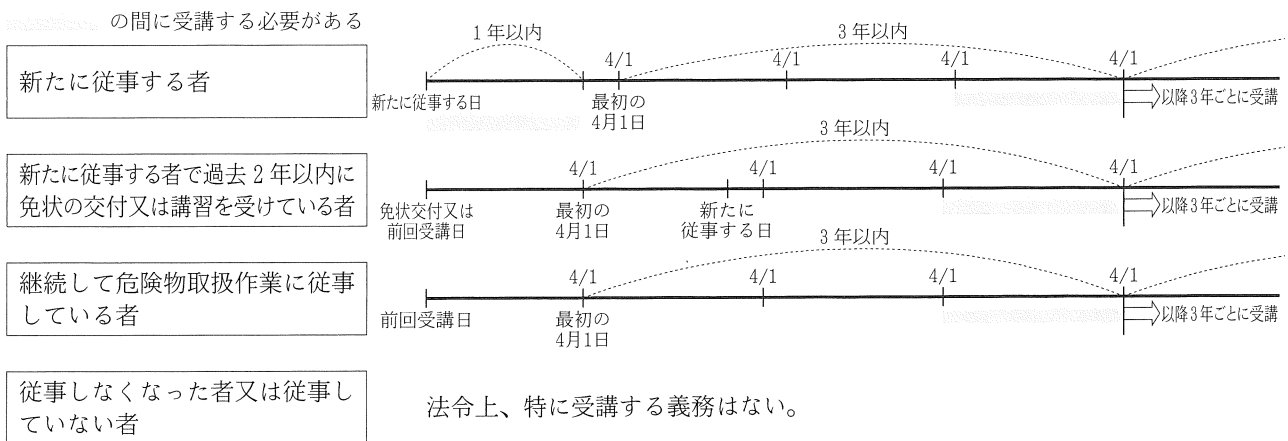 の間に受講する必要がある
1年以内
3年以内
新たに従事する者
4/1
4/1
4/1
4/1
新たに従事する日
最初の
4月1日
以降3年ごとに受講
3年以内
新たに従事する者で過去2年以内に
免状の交付又は講習を受けている者
4/1
4/1
4/1
4/1
免状交付又は
前回受講日
最初の
4月1日
新たに
従事する日
以降3年ごとに受講
3年以内
継続して危険物取扱作業に従事
している者
4/1
4/1
4/1
4/1
前回受講日
最初の
4月1日
以降3年ごとに受講
従事しなくなった者又は従事し
ていない者
法令上、特に受講する義務はない。